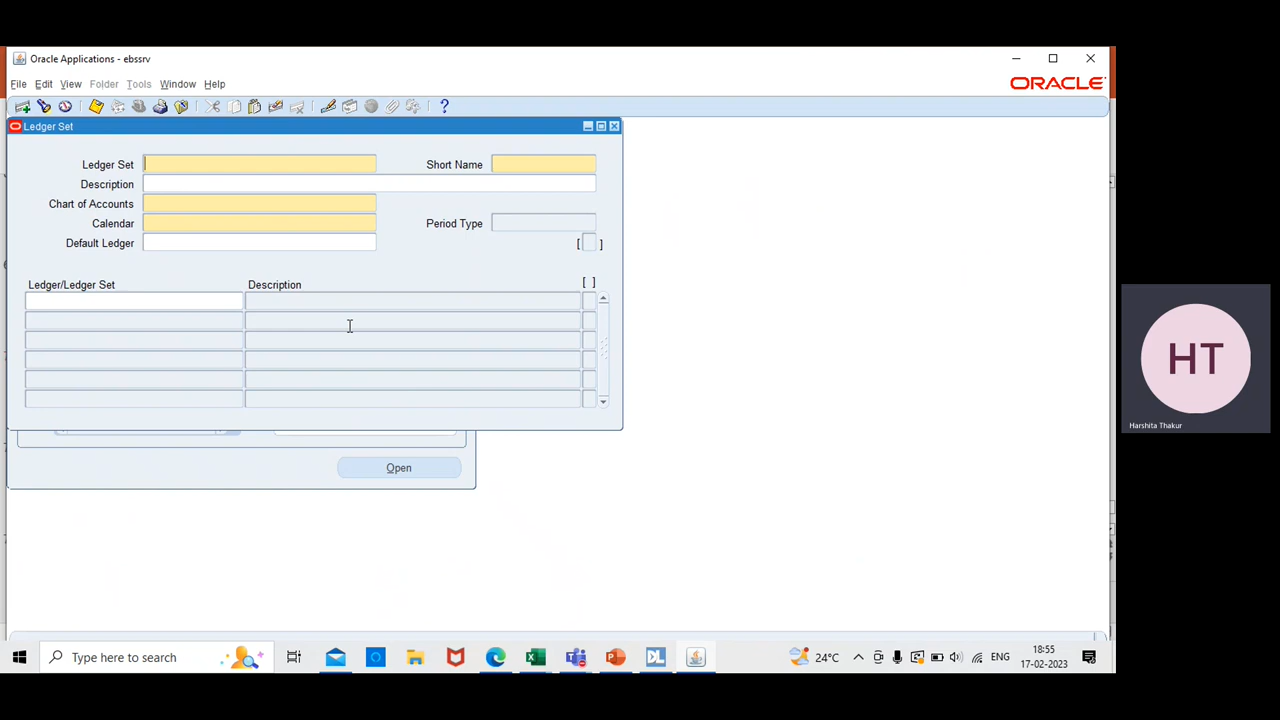 Oracle Applications - ebssrv
File Edit View Folder Tools Window Help
ORACLE
Ledger Set
Ledger Set Short Name
Description
Chart of Accounts
Calendar Period Type
Default Ledger [ ]
Ledger/Ledger Set Description [ ]
Open
HT
Harshita Thakur
Type here to search
24°C ENG
18:55
17-02-2023